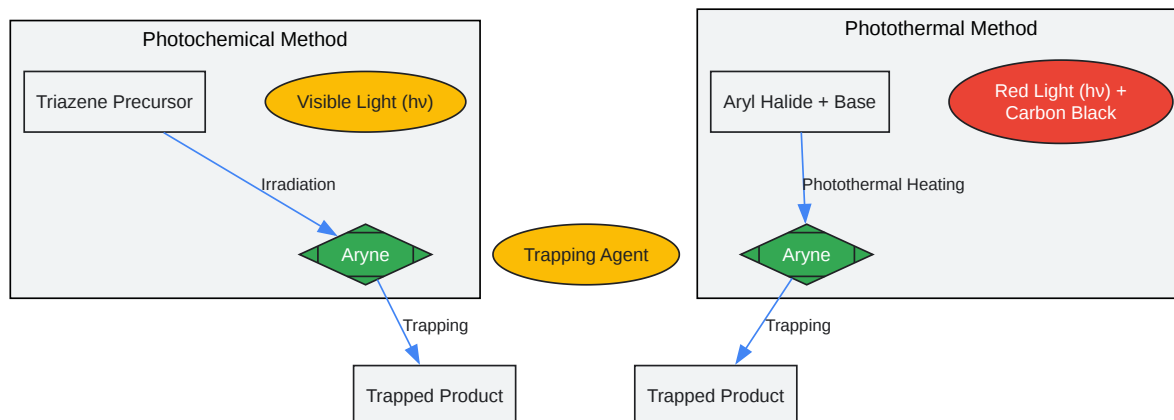 Photochemical Method
Triazene Precursor
Visible Light (hν)
Irradiation
Aryne
Trapping
Trapped Product
Trapping Agent
Photothermal Method
Aryl Halide + Base
Red Light (hν) +
Carbon Black
Photothermal Heating
Aryne
Trapping
Trapped Product